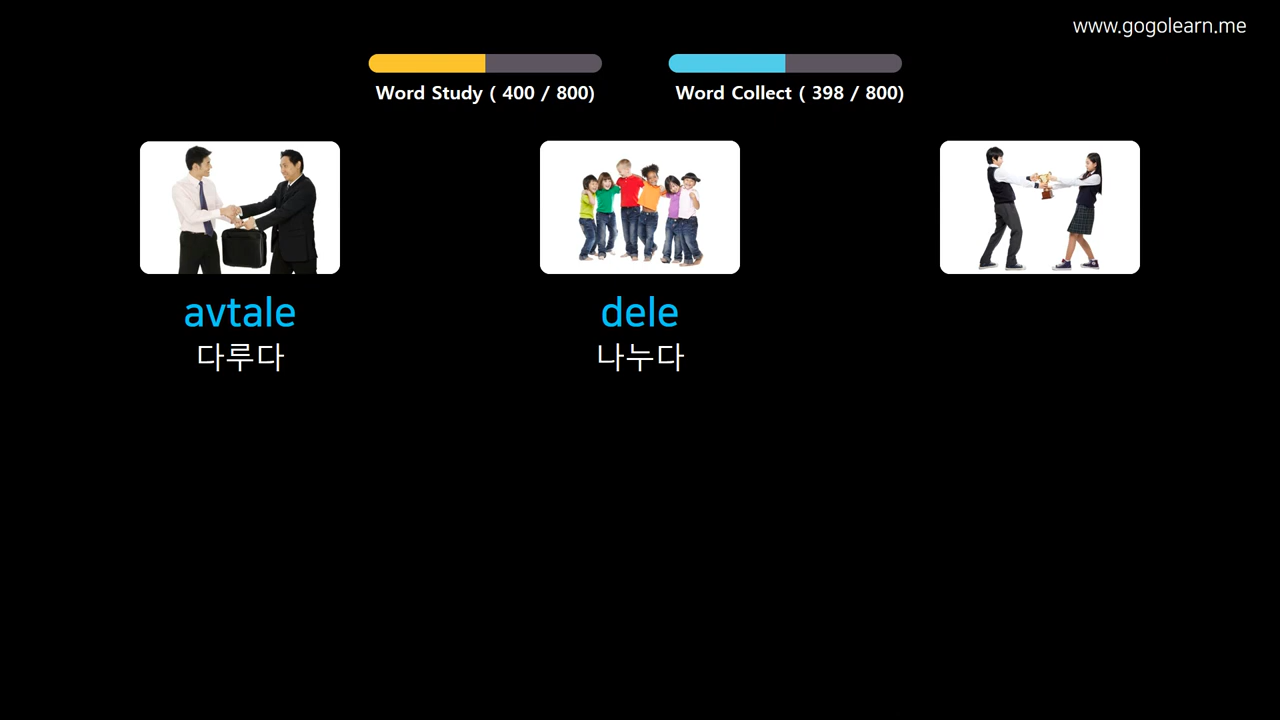 www.gogolearn.me
Word Study ( 400 / 800)
Word Collect ( 398 / 800)
avtale
다루다
dele
나누다